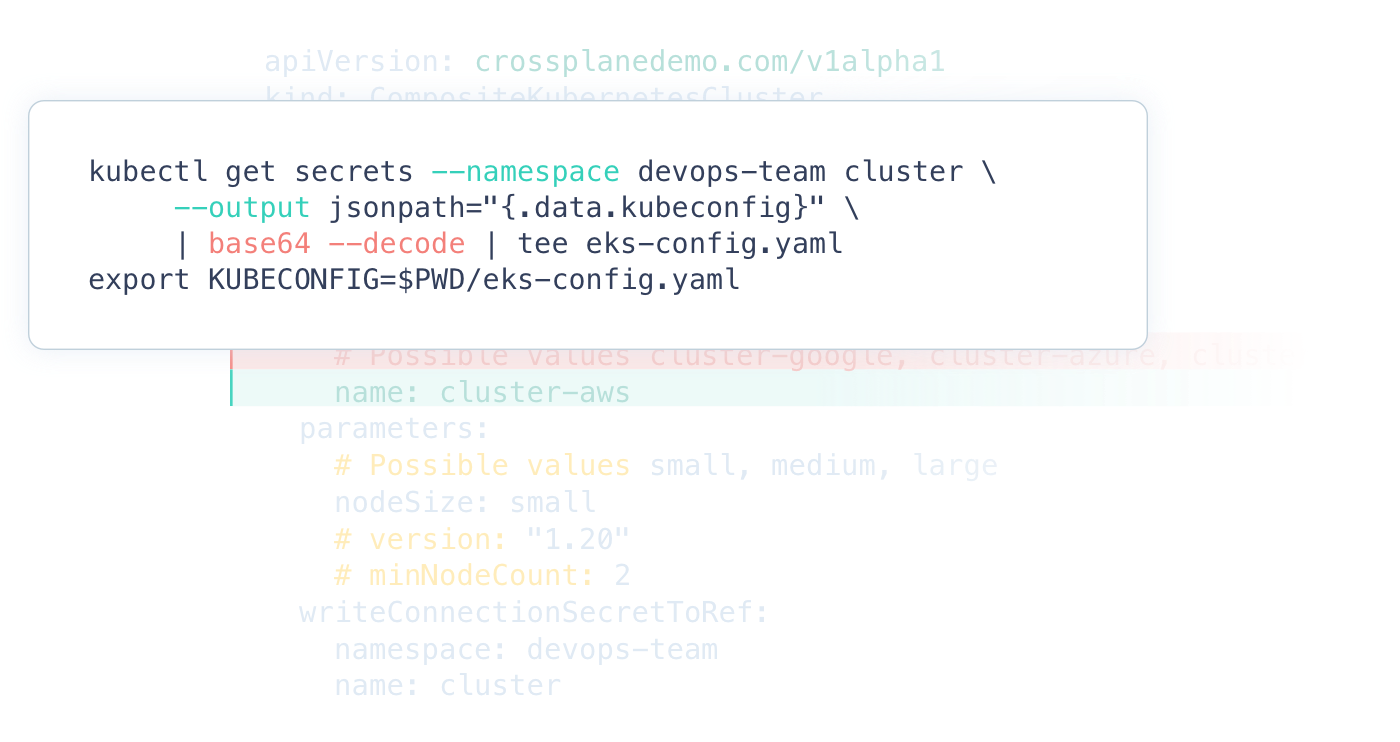 apiVersion: crossplanedemo.com/v1alpha1
kind: CompositeKubernetesCluster
kubectl get secrets --namespace devops-team cluster \
--output jsonpath="{.data.kubeconfig}" \
| base64 --decode | tee eks-config.yaml
export KUBECONFIG=$PWD/eks-config.yaml
# Possible values cluster-google, cluster-azure,
name: cluster-aws
parameters:
# Possible values small, medium, large
nodeSize: small
# version: "1.20"
# minNodeCount: 2
writeConnectionSecretToRef:
namespace: devops-team
name: cluster